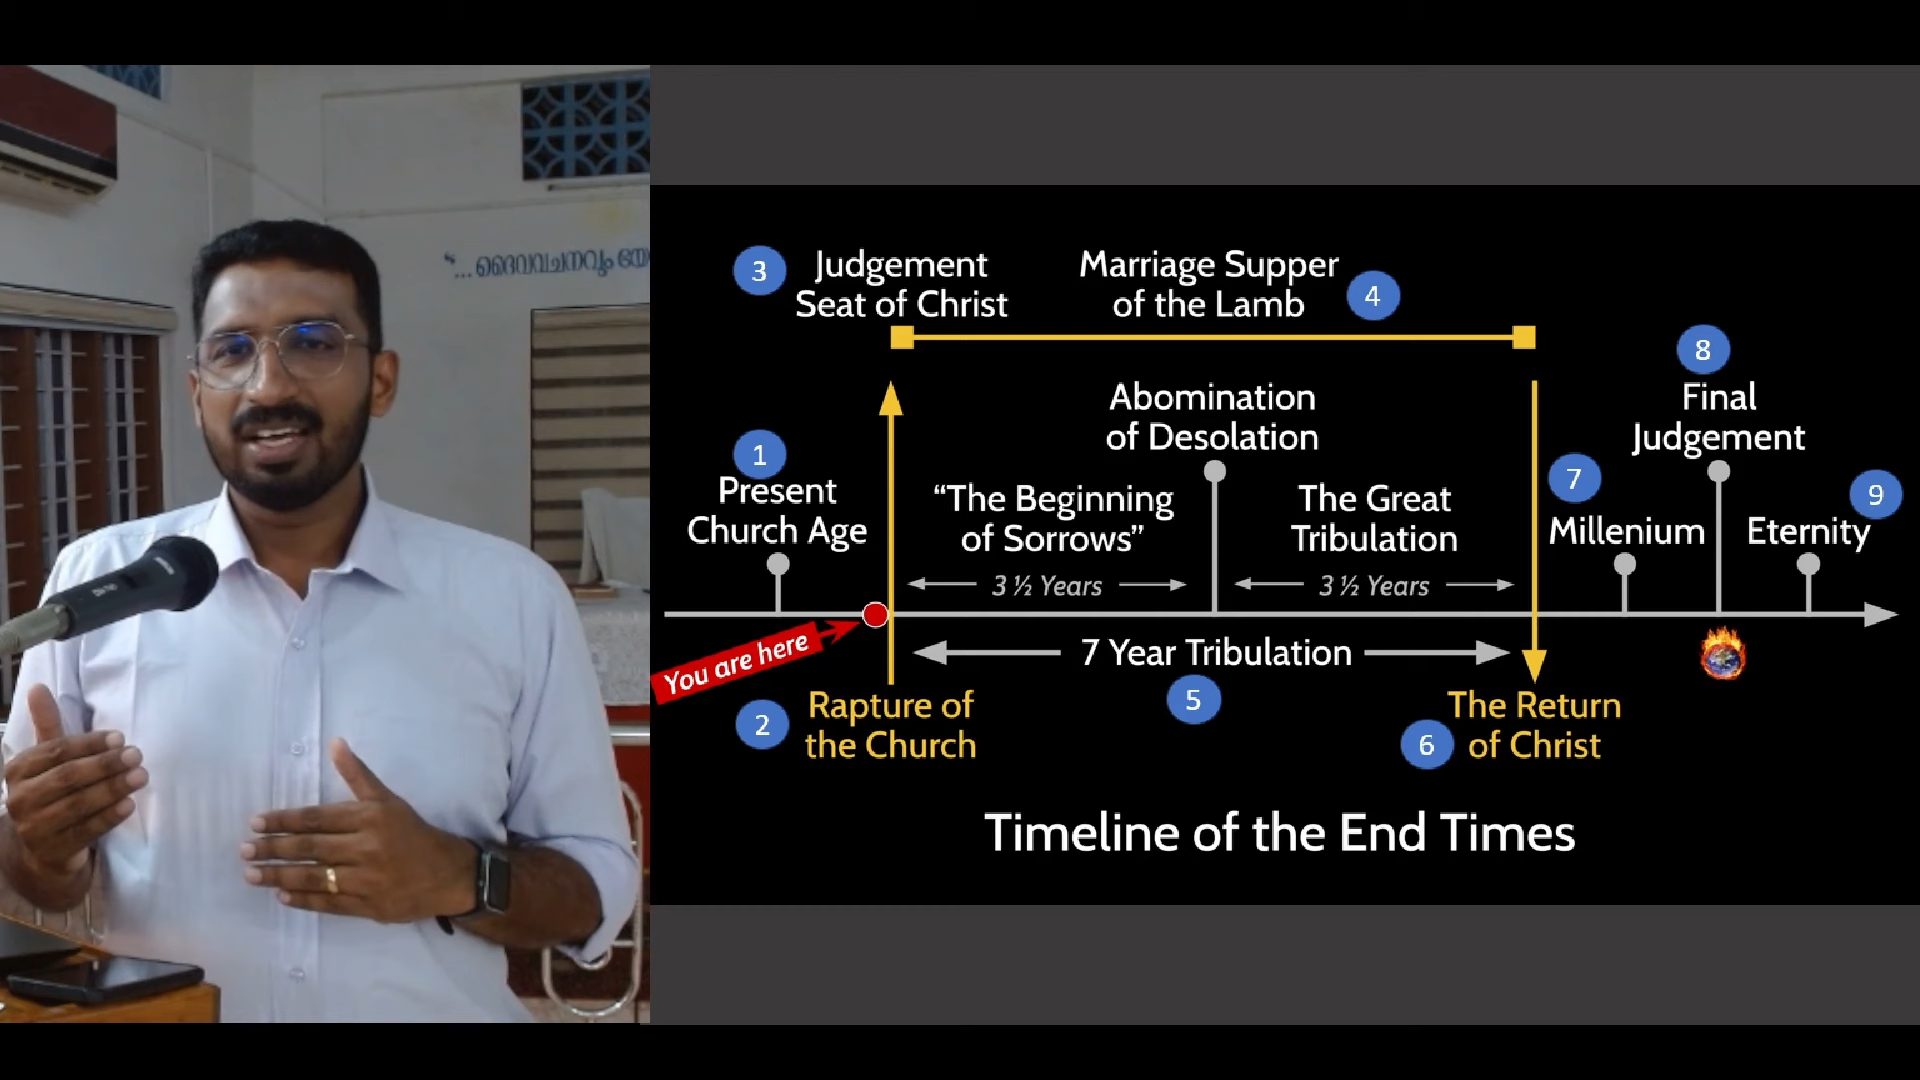 “... ദൈവവചനവും
3
Judgement
Seat of Christ
Marriage Supper
of the Lamb
4
8
Final
Judgement
Abomination
of Desolation
1
Present
Church Age
“The Beginning
of Sorrows”
3 ½ Years
The Great
Tribulation
3 ½ Years
7
Millenium
9
Eternity
You are here
7 Year Tribulation
5
2
Rapture of
the Church
The Return
6 of Christ
Timeline of the End Times